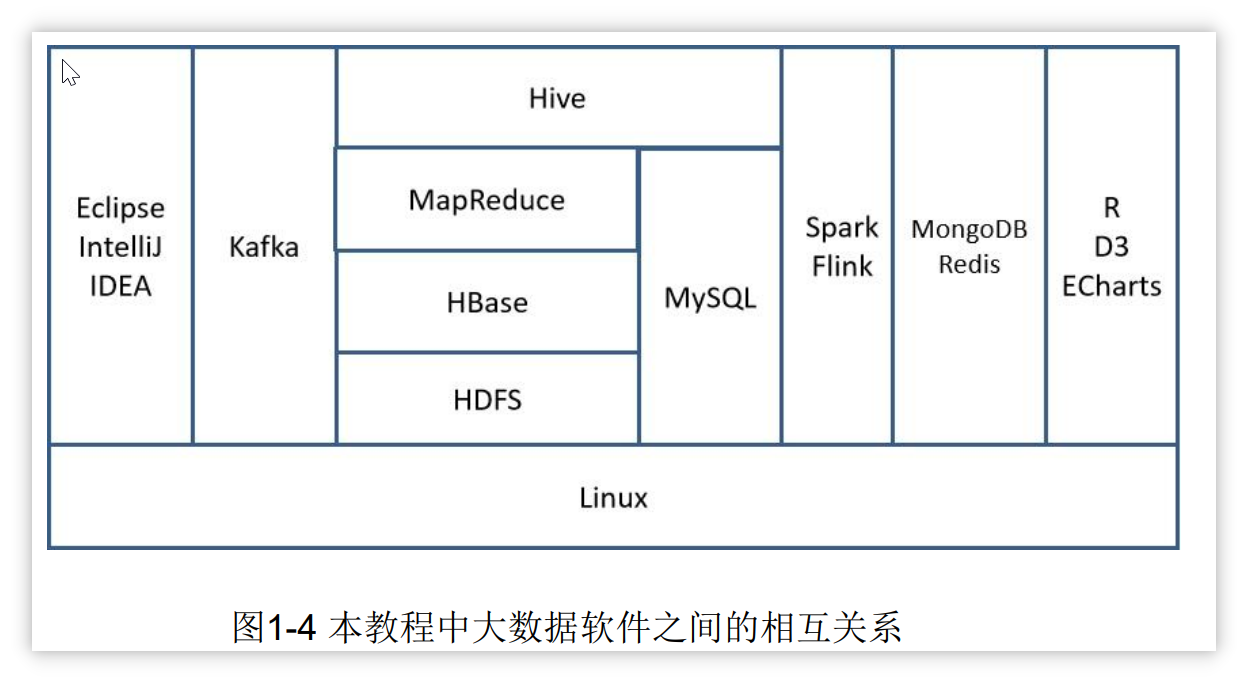 Eclipse
IntelliJ
IDEA
Kafka
Hive
MapReduce
HBase
HDFS
MySQL
Spark
Flink
MongoDB
Redis
R
D3
ECharts
Linux
图1-4 本教程中大数据软件之间的相互关系